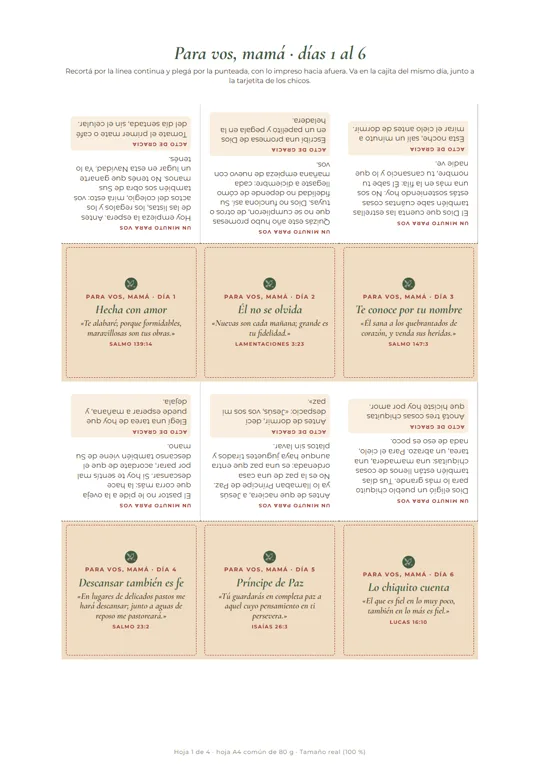 Para vos, mamá · días 1 al 6
Recortá por la línea continua y plegá por la punteada, con lo impreso hacia afuera. Va en la cajita del mismo día, junto a
la tarjetita de los chicos.
UN MINUTO PARA VOS
Hoy empieza la espera. Antes
de las listas, los regalos y los
actos del colegio, mirá esto: vos
también sos obra de Sus
manos. No tenés que ganarte
un lugar en esta Navidad. Ya lo
tenés.
ACTO DE GRACIA
Tomate el primer mate o café
del día sentada, sin el celular.
UN MINUTO PARA VOS
Quizás este año hubo promesas
que no se cumplieron, de otros o
tuyas. Dios no funciona así. Su
fidelidad no depende de cómo
llegaste a diciembre: cada
mañana empieza de nuevo con
vos.
ACTO DE GRACIA
Escribí una promesa de Dios
en un papelito y pegala en la
heladera.
UN MINUTO PARA VOS
El Dios que cuenta las estrellas
también sabe cuántas cosas
estás sosteniendo hoy. No sos
una más en la fila: Él sabe tu
nombre, tu cansancio y lo que
nadie ve.
ACTO DE GRACIA
Esta noche, salí un minuto a
mirar el cielo antes de dormir.
PARA VOS, MAMÁ · DÍA 1
Hecha con amor
«Te alabaré; porque formidables,
maravillosas son tus obras.»
SALMO 139:14
PARA VOS, MAMÁ · DÍA 2
Él no se olvida
«Nuevas son cada mañana; grande es
tu fidelidad.»
LAMENTACIONES 3:23
PARA VOS, MAMÁ · DÍA 3
Te conoce por tu nombre
«Él sana a los quebrantados de
corazón, y venda sus heridas.»
SALMO 147:3
UN MINUTO PARA VOS
El pastor no le pide a la oveja
que corra más: la hace
descansar. Si hoy te sentís mal
por parar, acordate de que el
descanso también viene de Su
mano.
ACTO DE GRACIA
Elegí una tarea de hoy que
puede esperar a mañana, y
dejala.
UN MINUTO PARA VOS
Antes de que naciera, a Jesús
ya lo llamaban Príncipe de Paz.
No es la paz de una casa
ordenada: es una paz que entra
aunque haya juguetes tirados y
platos sin lavar.
ACTO DE GRACIA
Antes de dormir, decí
despacio: «Jesús, vos sos mi
paz».
UN MINUTO PARA VOS
Dios eligió un pueblo chiquito
para lo más grande. Tus días
también están llenos de cosas
chiquitas: una mamadera, una
tarea, un abrazo. Para el cielo,
nada de eso es poco.
ACTO DE GRACIA
Anotá tres cosas chiquitas
que hiciste hoy por amor.
PARA VOS, MAMÁ · DÍA 4
Descansar también es fe
«En lugares de delicados pastos me
hará descansar; junto a aguas de
reposo me pastoreará.»
SALMO 23:2
PARA VOS, MAMÁ · DÍA 5
Príncipe de Paz
«Tú guardarás en completa paz a
aquel cuyo pensamiento en ti
persevera.»
ISAÍAS 26:3
PARA VOS, MAMÁ · DÍA 6
Lo chiquito cuenta
«El que es fiel en lo muy poco,
también en lo más es fiel.»
LUCAS 16:10
Hoja 1 de 4 · hoja A4 común de 80 g · Tamaño real (100 %)